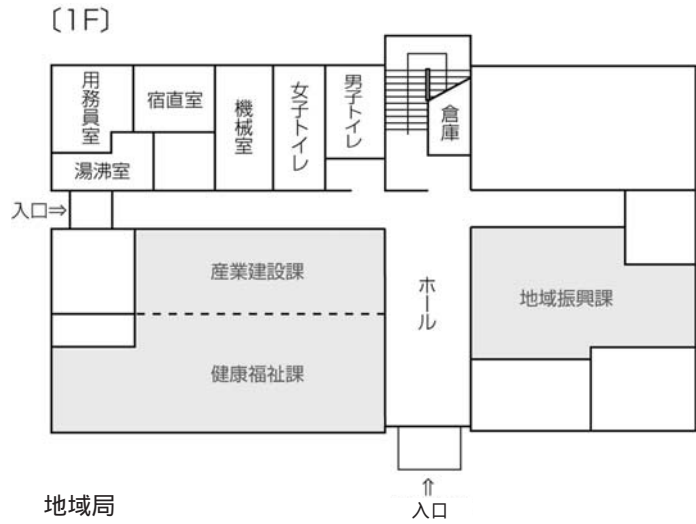 〔1F〕
用務員室
宿直室
機械室
女子トイレ
男子トイレ
倉庫
湯沸室
入口⇒
産業建設課
ホール
地域振興課
健康福祉課
地域局
⇑
入口